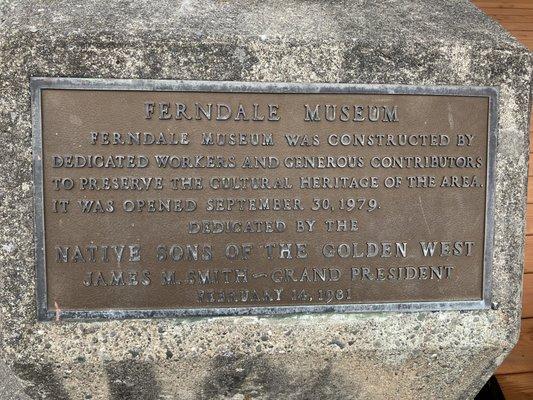 FERNDALE MUSEUM
FERNDALE MUSEUM WAS CONSTRUCTED BY
DEDICATED WORKERS AND GENEROUS CONTRIBUTORS
TO PRESERVE THE CULTURAL HERITAGE OF THE AREA.
IT WAS OPENED SEPTEMBER 30, 1979.
DEDICATED BY THE
NATIVE SONS OF THE GOLDEN WEST
JAMES M. SMITH — GRAND PRESIDENT
FEBRUARY 14, 1981